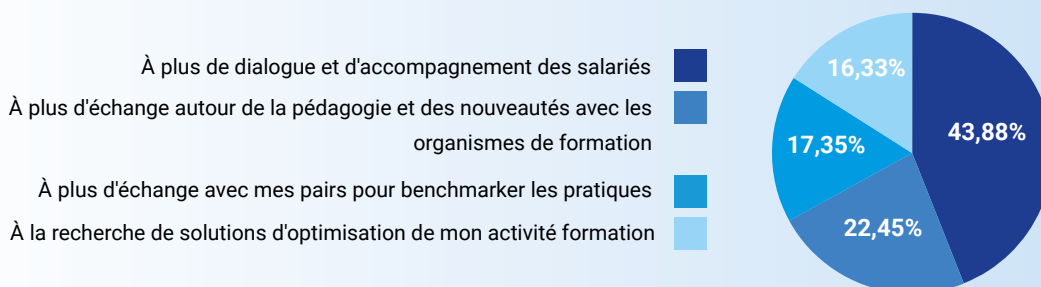 À plus de dialogue et d'accompagnement des salariés
À plus d'échange autour de la pédagogie et des nouveautés avec les
organismes de formation
À plus d'échange avec mes pairs pour benchmarker les pratiques
À la recherche de solutions d'optimisation de mon activité formation
16,33%
43,88%
17,35%
22,45%